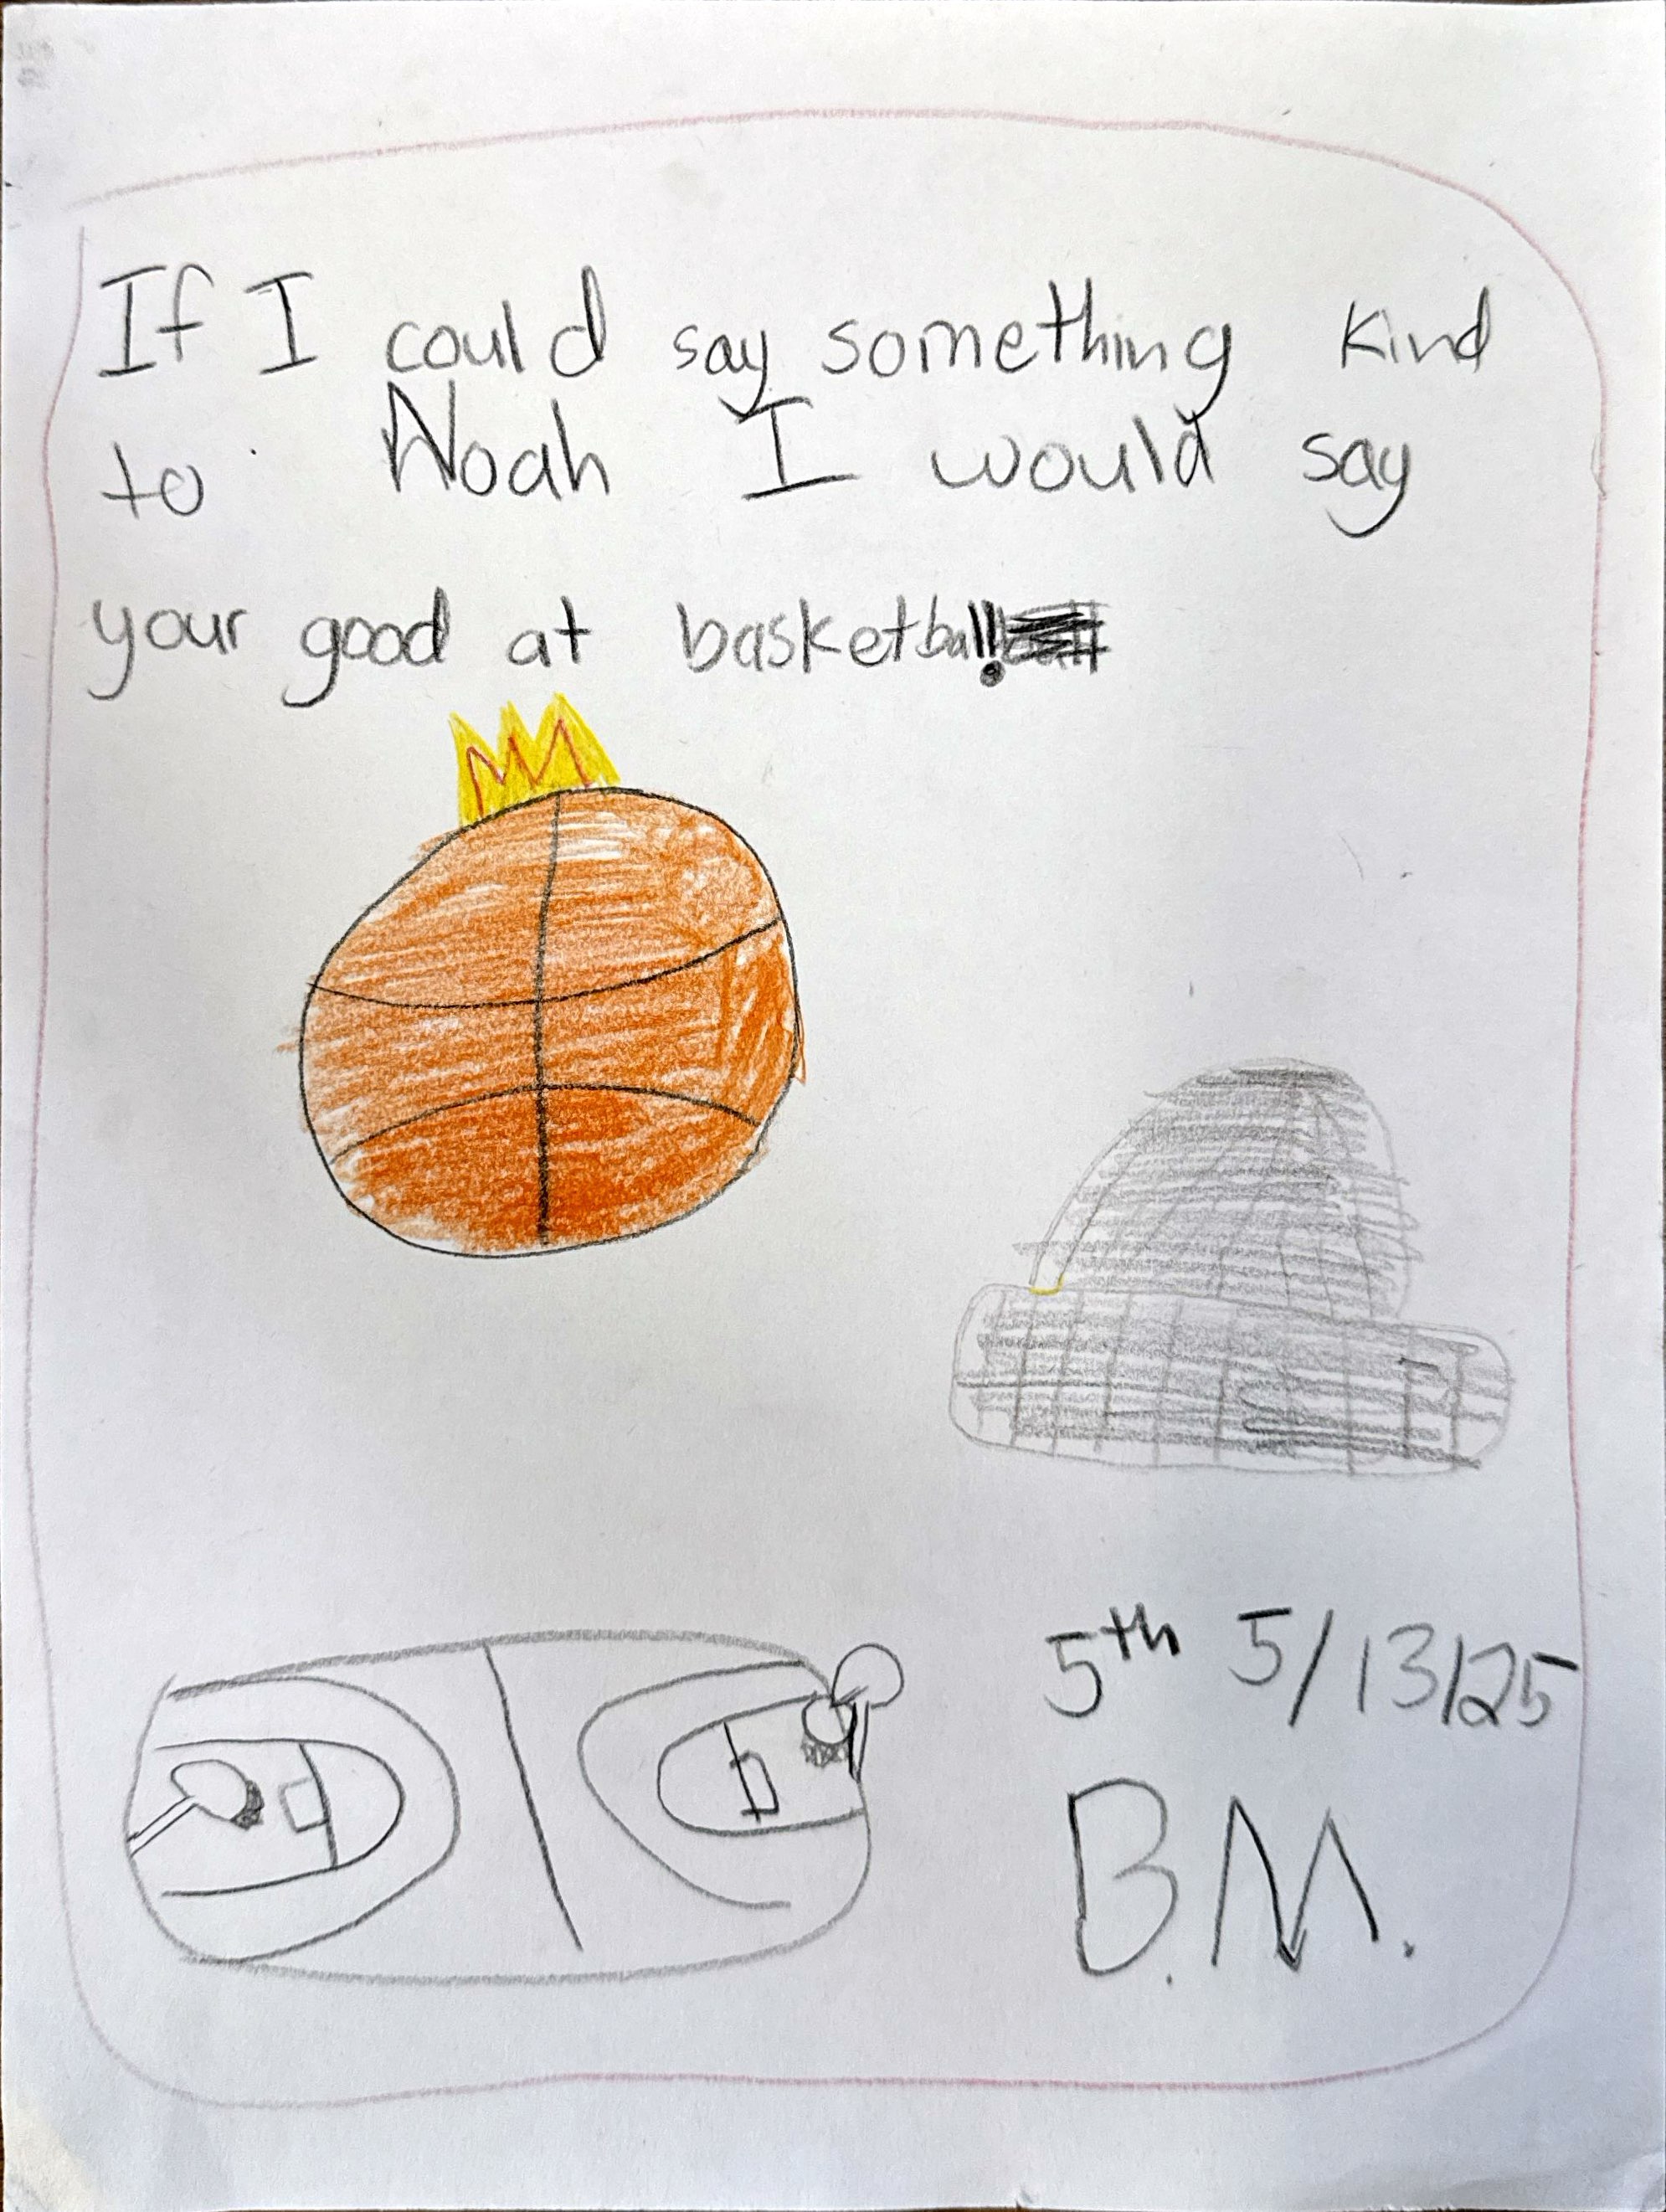 If I could say something kind
to Noah I would say
your good at basketball!
5th 5/13/25
B.M.